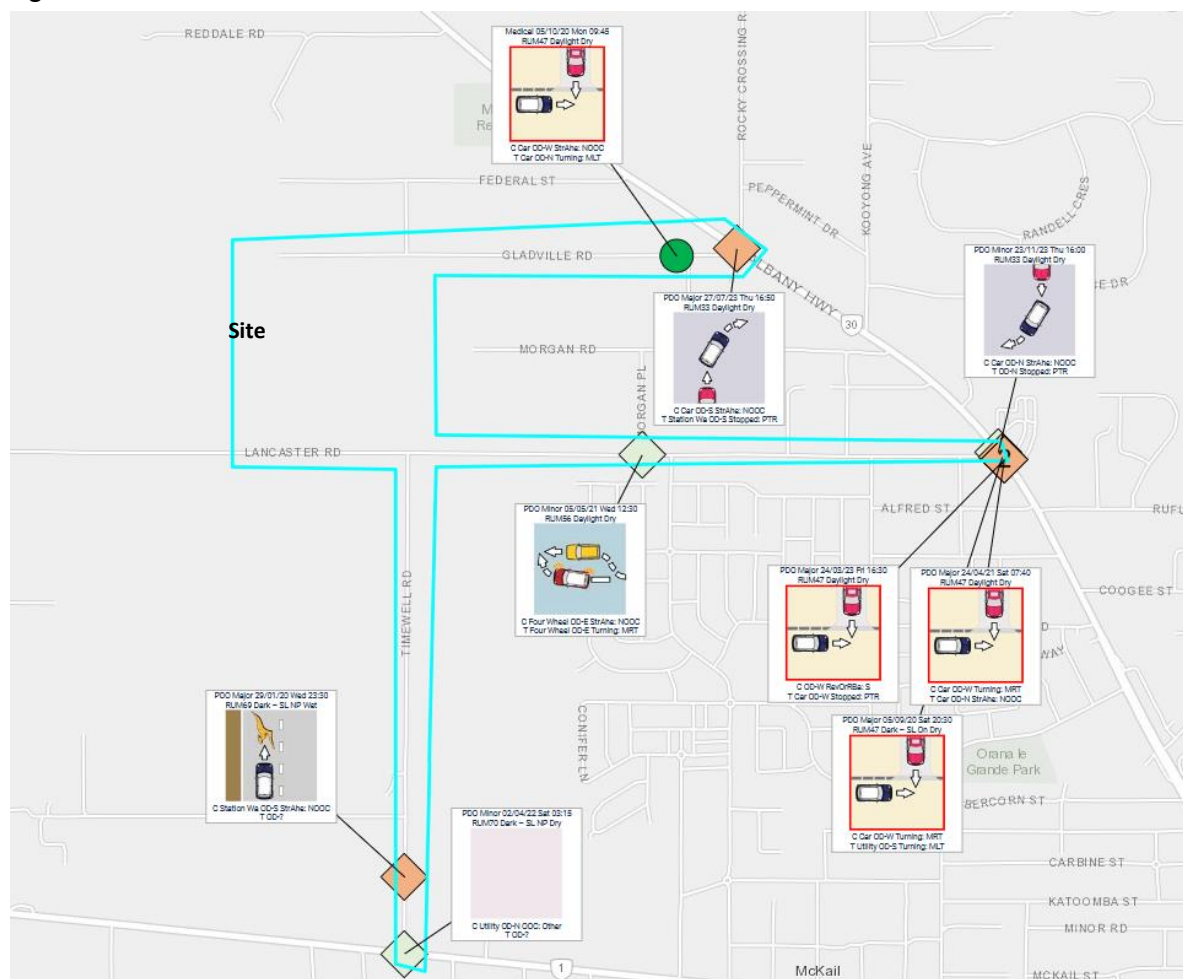 REDDALE RD
Medical 05/10/20 Mon 09:45
RUM47 Daylight Dry
C Car OD-W StrAhe: NOOC
T Car OD-N Turning: MLT
ROCKY CROSSING R
M
Re
FEDERAL ST
PEPPERMINT DR
KOOYONG AVE
RANDELL CRES
GLADVILLE RD
ALBANY HWY
PDO Minor 23/11/23 Thu 16:00
RUM33 Daylight Dry
C Car OD-N StrAhe: NOOC
T OD-N Stopped: PTR
E DR
PDO Major 27/07/23 Thu 16:50
RUM33 Daylight Dry
C Car OD-S StrAhe: NOOC
T Station Wa OD-S Stopped: PTR
30
Site
MORGAN RD
ORGAN PL
LANCASTER RD
2
ALFRED ST
RUFU
PDO Minor 05/05/21 Wed 12:30
RUM56 Daylight Dry
C Four Wheel OD-E StrAhe: NOOC
T Four Wheel OD-E Turning: MRT
PDO Major 24/03/23 Fri 16:30
RUM47 Daylight Dry
C OD-W RevOrRBa: S
T Car OD-W Stopped: PTR
PDO Major 24/04/21 Sat 07:40
RUM47 Daylight Dry
C Car OD-W Turning: MRT
T Car OD-N StrAhe: NOOC
COOGEE ST
D
WAY
TIMEWELL RD
PDO Major 29/01/20 Wed 23:30
RUM69 Dark – SL NP Wet
C Station Wa OD-S StrAhe: NOOC
T OD-?
CONIFER LN
PDO Major 05/09/20 Sat 20:30
RUM47 Dark – SL On Dry
C Car OD-W Turning: MRT
T Utility OD-S Turning: MLT
Orana le
Grande Park
BERCORN ST
PDO Minor 02/04/22 Sat 03:15
RUM70 Dark – SL NP Dry
C Utility OD-N OOC: Other
T OD-?
CARBINE ST
KATOOMBA ST
MINOR RD
1
McKail
MCKAIL ST